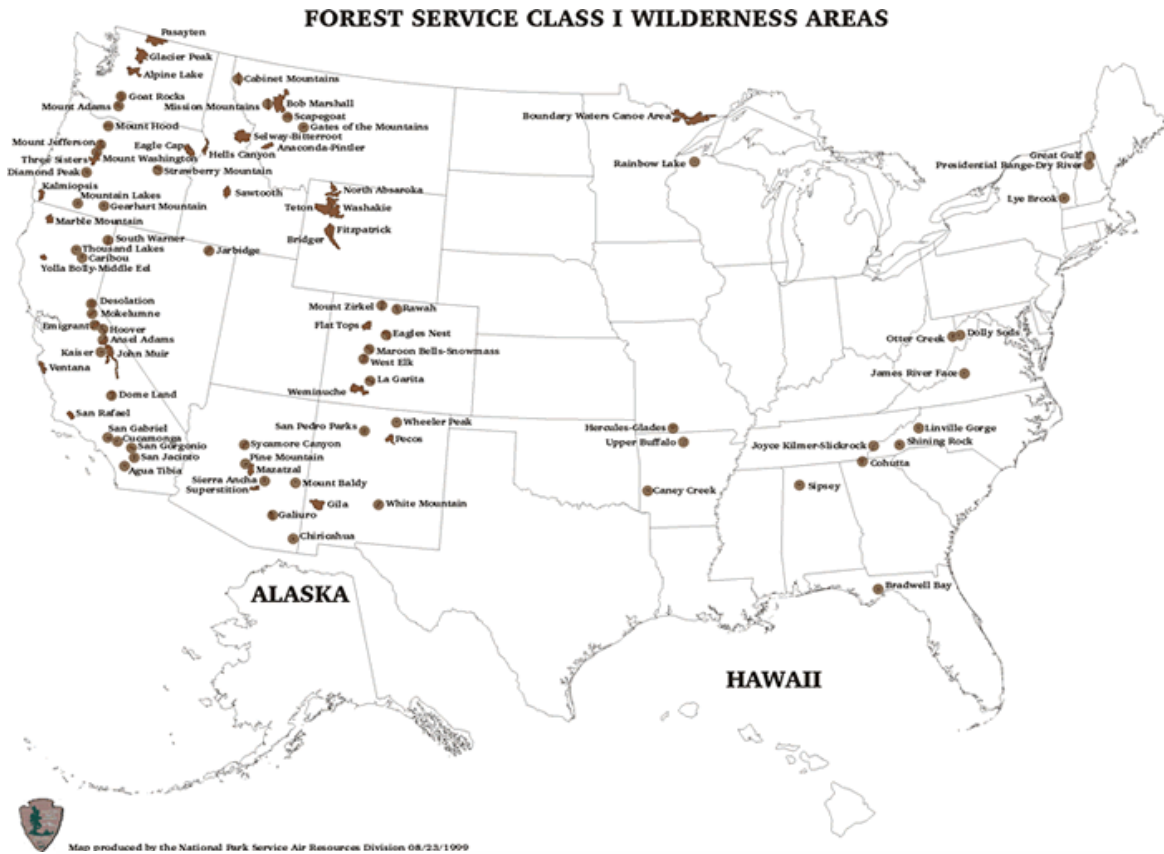 FOREST SERVICE CLASS I WILDERNESS AREAS
Pasayten
Glacier Peak
Alpine Lake
Goat Rocks
Mount Adams
Mount Hood
Mount Jefferson
Three Sisters
Mount Washington
Diamond Peak
Eagle Cap
Hells Canyon
Strawberry Mountain
Kalmiopsis
Mountain Lakes
Gearhart Mountain
Marble Mountain
South Warner
Thousand Lakes
Caribou
Yolla Bolly-Middle Eel
Jarbidge
Desolation
Mokelumne
Emigrant
Hoover
Ansel Adams
Kaiser
John Muir
Ventana
Dome Land
San Rafael
San Gabriel
Cucamonga
San Gorgonio
San Jacinto
Agua Tibia
Cabinet Mountains
Mission Mountains
Bob Marshall
Scapegoat
Gates of the Mountains
Selway-Bitterroot
Anaconda-Pintler
Sawtooth
North Absaroka
Teton
Washakie
Fitzpatrick
Bridger
Mount Zirkel
Rawah
Flat Tops
Eagles Nest
Maroon Bells-Snowmass
West Elk
La Garita
Weminuche
San Pedro Parks
Wheeler Peak
Pecos
Sycamore Canyon
Pine Mountain
Mazatzal
Sierra Ancha
Superstition
Mount Baldy
Gila
White Mountain
Galiuro
Chiricahua
Boundary Waters Canoe Area
Rainbow Lake
Great Gulf
Presidential Range-Dry River
Lye Brook
Otter Creek
Dolly Sods
James River Face
Hercules-Glades
Upper Buffalo
Caney Creek
Linville Gorge
Joyce Kilmer-Slickrock
Shining Rock
Cohutta
Sipsey
Bradwell Bay
ALASKA
HAWAII
Map produced by the National Park Service Air Resources Division 08/23/1999